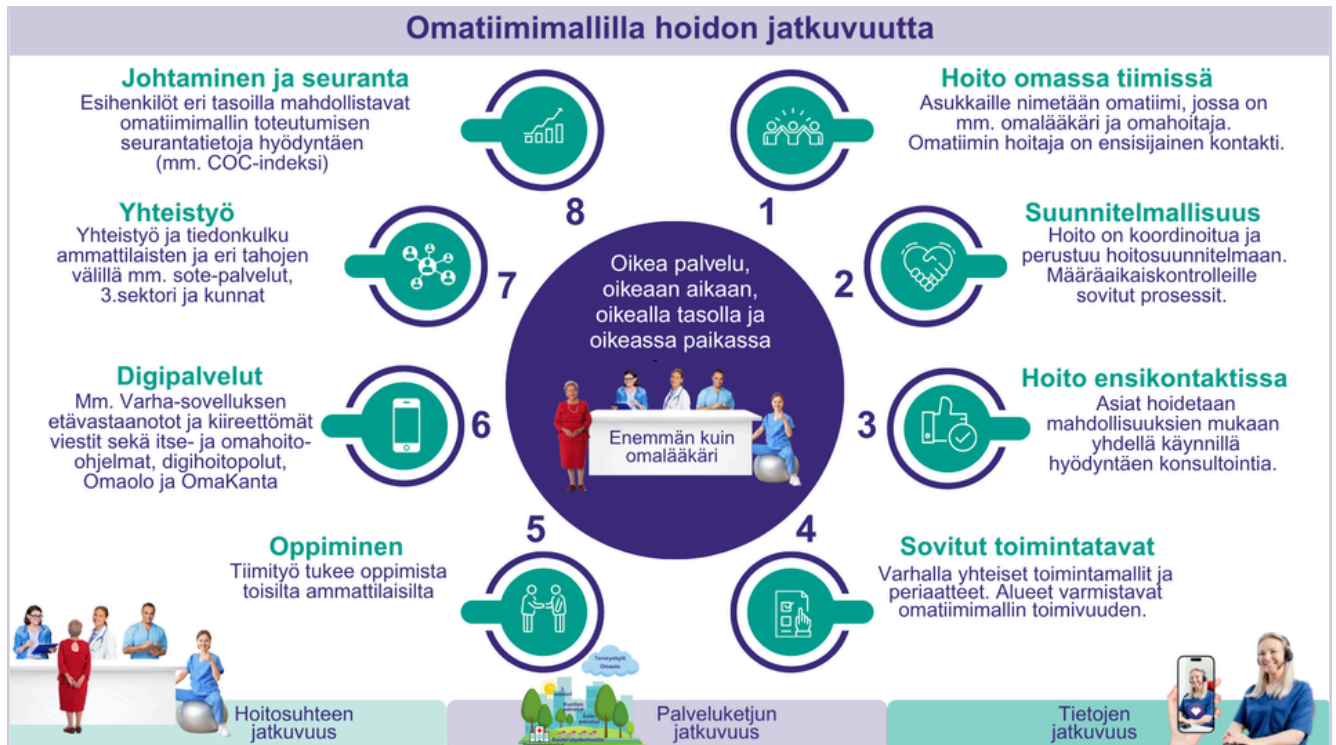 Omatiimimallilla hoidon jatkuvuutta
Hoito omassa tiimissä
Asukkaille nimetään omatiimi, jossa on
mm. omalääkäri ja omahoitaja.
Omatiimin hoitaja on ensisijainen kontakti.
1
Suunnitelmallisuus
Hoito on koordinoitua ja
perustuu hoitosuunnitelmaan.
Määräaikaiskontrolleille
sovitut prosessit.
2
Hoito ensikontaktissa
Asiat hoidetaan
mahdollisuuksien mukaan
yhdellä käynnillä
hyödyntäen konsultointia.
3
Sovitut toimintatavat
Varhalla yhteiset toimintamallit ja
periaatteet. Alueet varmistavat
omatiimimallin toimivuuden.
4
Oppiminen
Tiimityö tukee oppimista
toisilta ammattilaisilta
5
Digipalvelut
Mm. Varha-sovelluksen
etävastaanotot ja kiireettömät
viestit sekä itse- ja omahoito-
ohjelmat, digihoitopolut,
Omaolo ja OmaKanta
6
Yhteistyö
Yhteistyö ja tiedonkulku
ammattilaisten ja eri tahojen
välillä mm. sote-palvelut,
3.sektori ja kunnat
7
Johtaminen ja seuranta
Esihenkilöt eri tasoilla mahdollistavat
omatiimimallin toteutumisen
seurantatietoja hyödyntäen
(mm. COC-indeksi)
8
Oikea palvelu,
oikeaan aikaan,
oikealla tasolla ja
oikeassa paikassa
Enemmän kuin
omalääkäri
Terveyskylä
Omaolo
Kuntien
palvelut
Hoitosuhteen
jatkuvuus
Palveluketjun
jatkuvuus
Tietojen
jatkuvuus